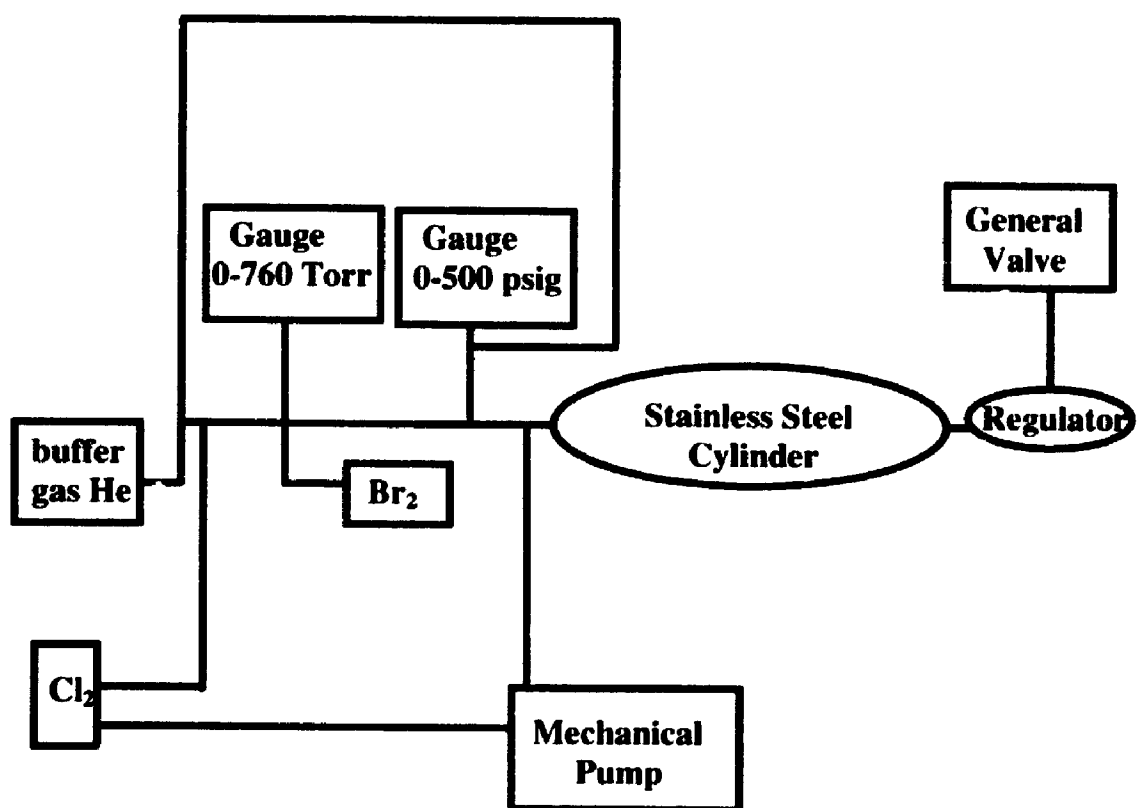 Gauge
0-760 Torr
Gauge
0-500 psig
General
Valve
buffer
gas He
Br₂
Stainless Steel
Cylinder
Regulator
Cl₂
Mechanical
Pump